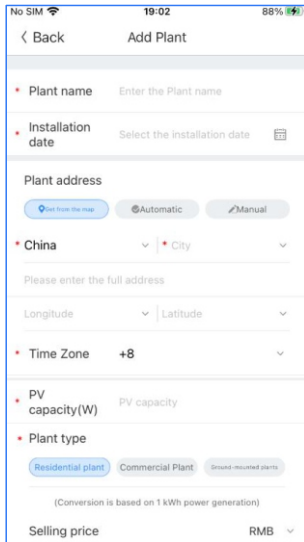 No SIM 19:02 88%
Back Add Plant
* Plant name Enter the Plant name
* Installation date Select the installation date
Plant address
Get from the map Automatic Manual
* China * City
Please enter the full address
Longitude Latitude
* Time Zone +8
* PV capacity(W) PV capacity
* Plant type
Residential plant Commercial Plant Ground-mounted plants
(Conversion is based on 1 kWh power generation)
Selling price RMB